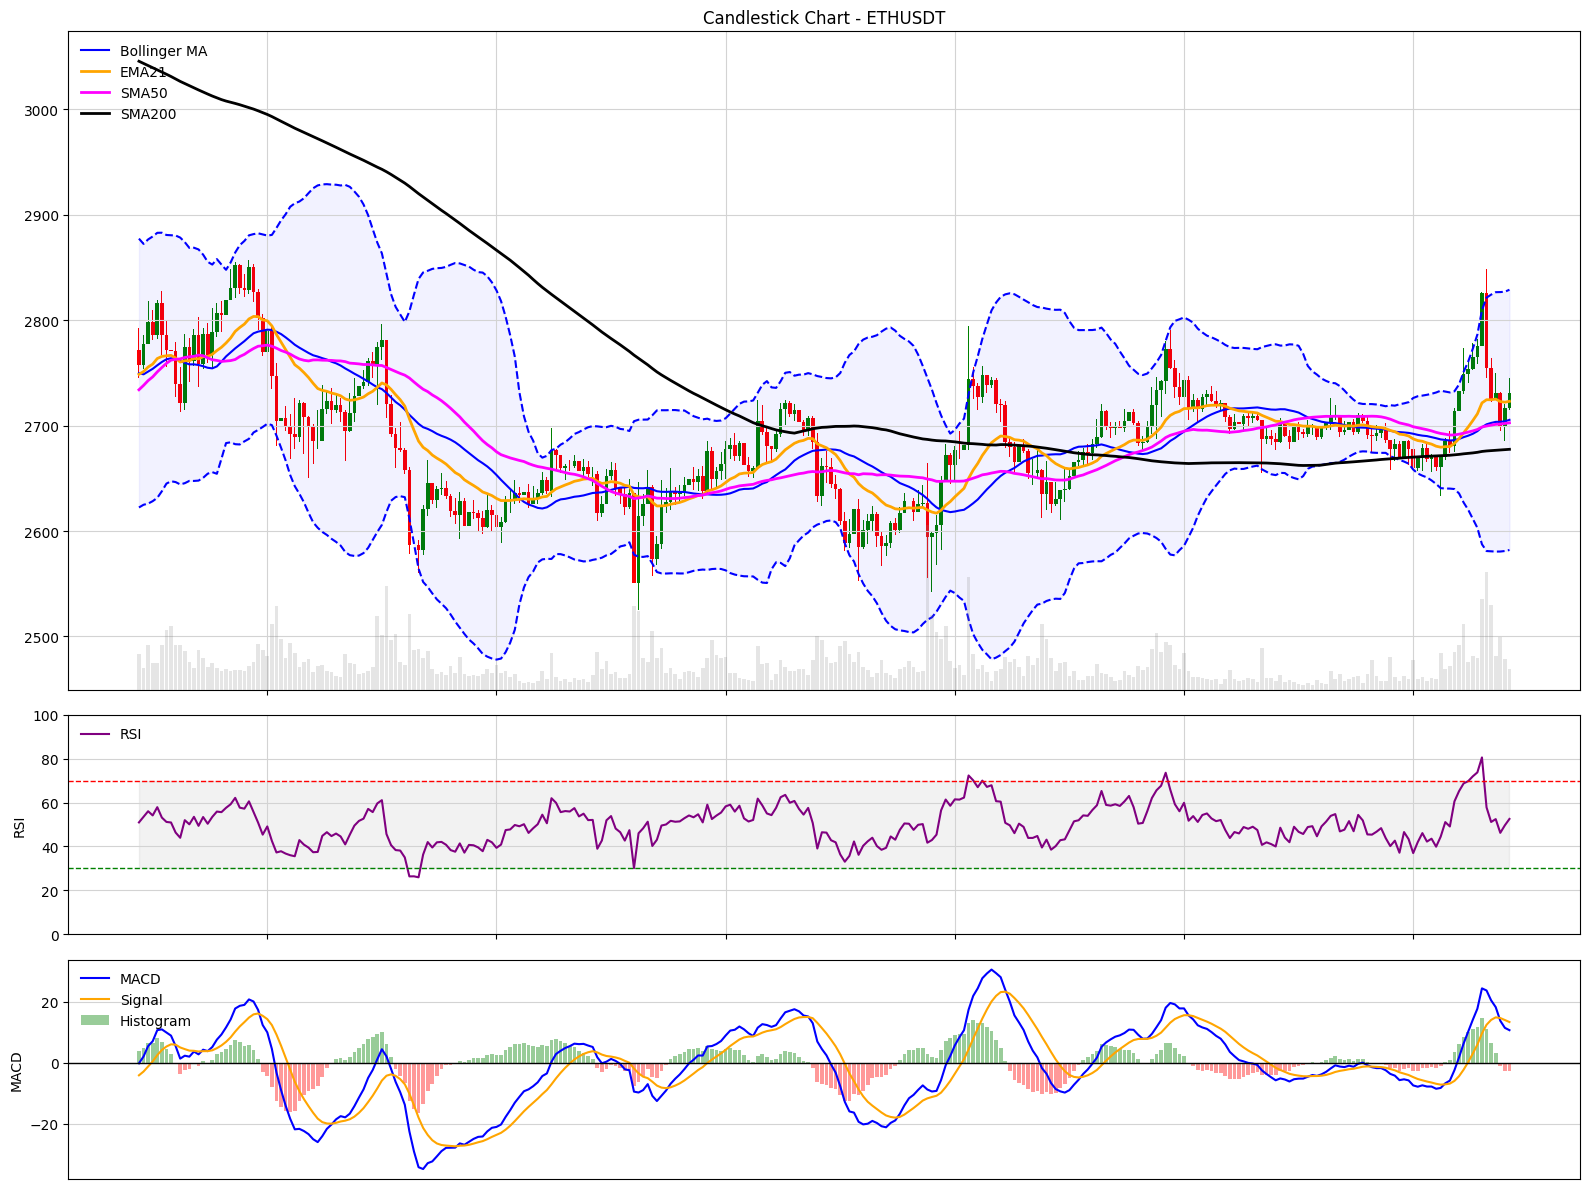 Candlestick Chart - ETHUSDT
Bollinger MA
EMA21
SMA50
SMA200
3000
2900
2800
2700
2600
2500
RSI
100
80
60
40
20
0
RSI
MACD
Signal
Histogram
20
0
−20
MACD